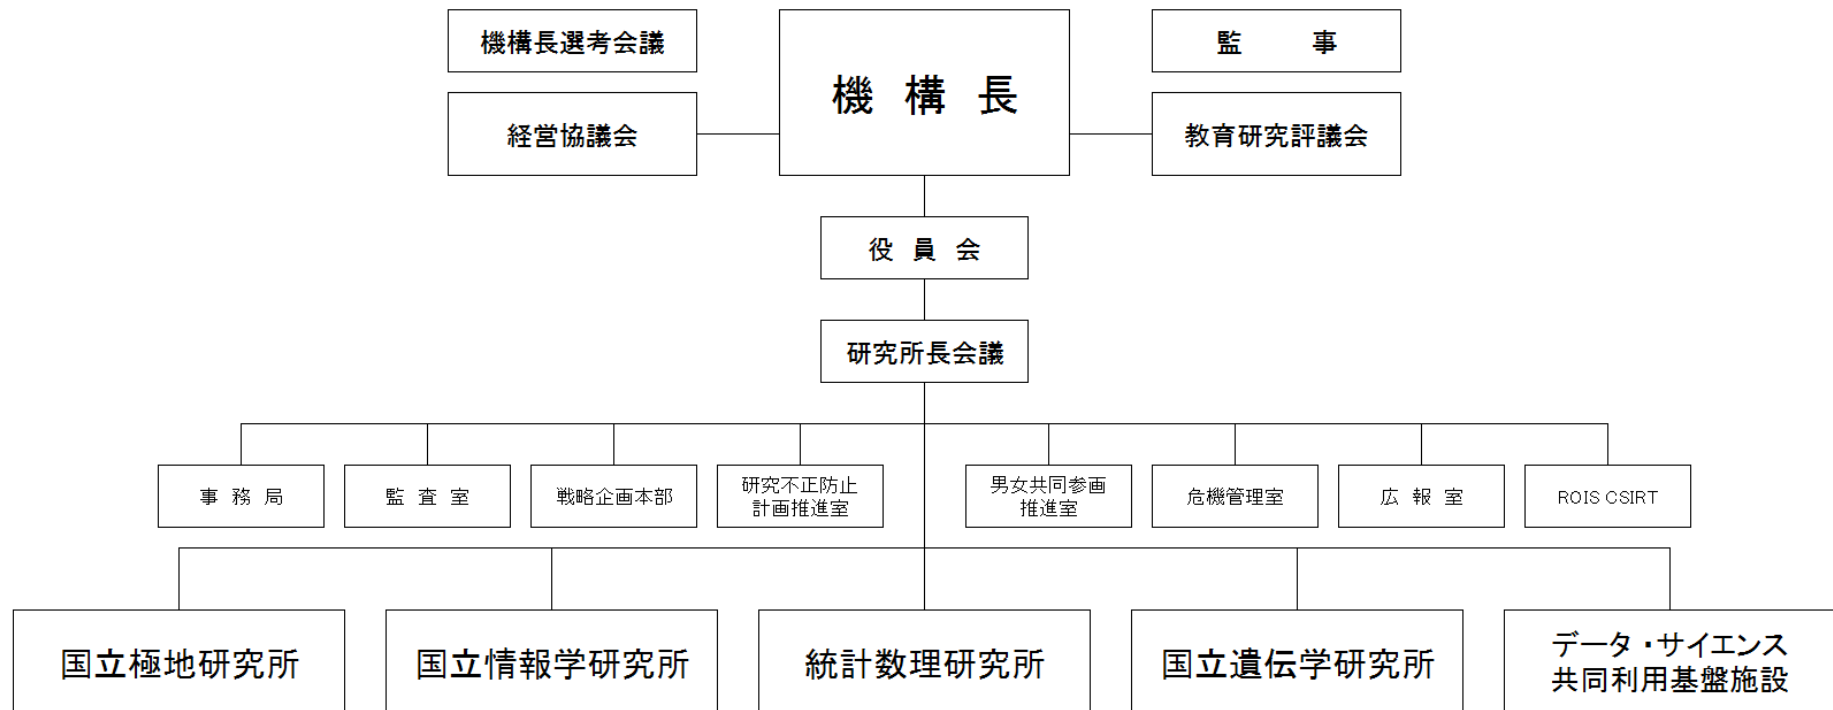 機構長選考会議
機 構 長
監 事
経営協議会
教育研究評議会
役 員 会
研究所長会議
事 務 局
監 査 室
戦略企画本部
研究不正防止
計画推進室
男女共同参画
推進室
危機管理室
広 報 室
ROIS CSIRT
国立極地研究所
国立情報学研究所
統計数理研究所
国立遺伝学研究所
データ・サイエンス
共同利用基盤施設